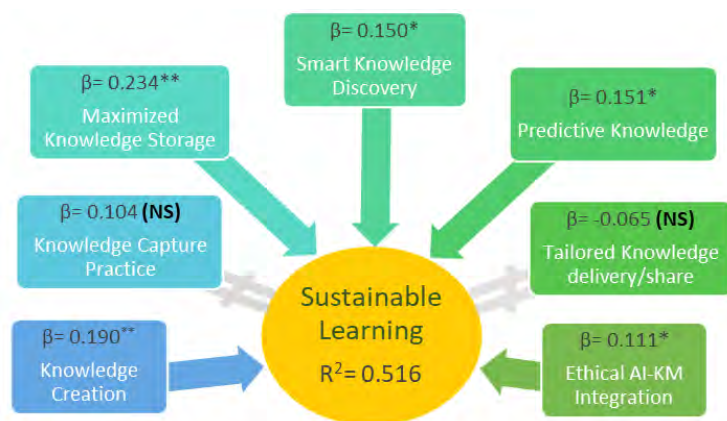 β= 0.150*
Smart Knowledge
Discovery
β= 0.234**
Maximized
Knowledge Storage
β= 0.151*
Predictive Knowledge
β= 0.104 (NS)
Knowledge Capture
Practice
β= -0.065 (NS)
Tailored Knowledge
delivery/share
Sustainable
Learning
R²= 0.516
β= 0.190**
Knowledge
Creation
β= 0.111*
Ethical AI-KM
Integration